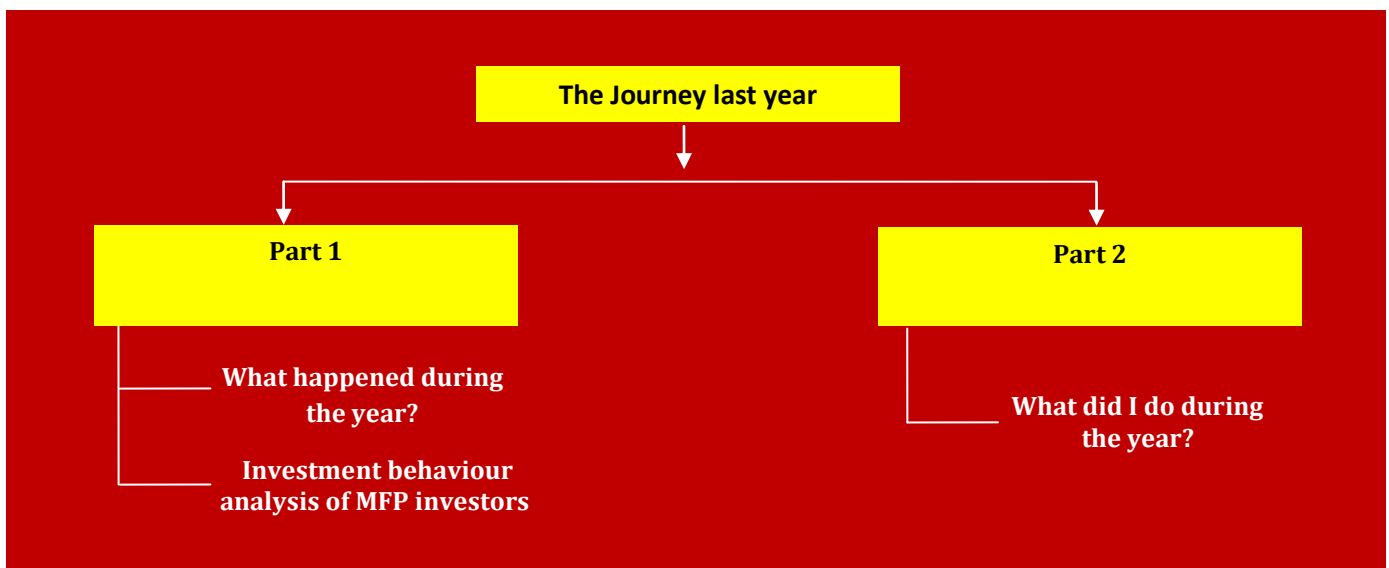 The Journey last year
Part 1
What happened during
the year?
Investment behaviour
analysis of MFP investors
Part 2
What did I do during
the year?